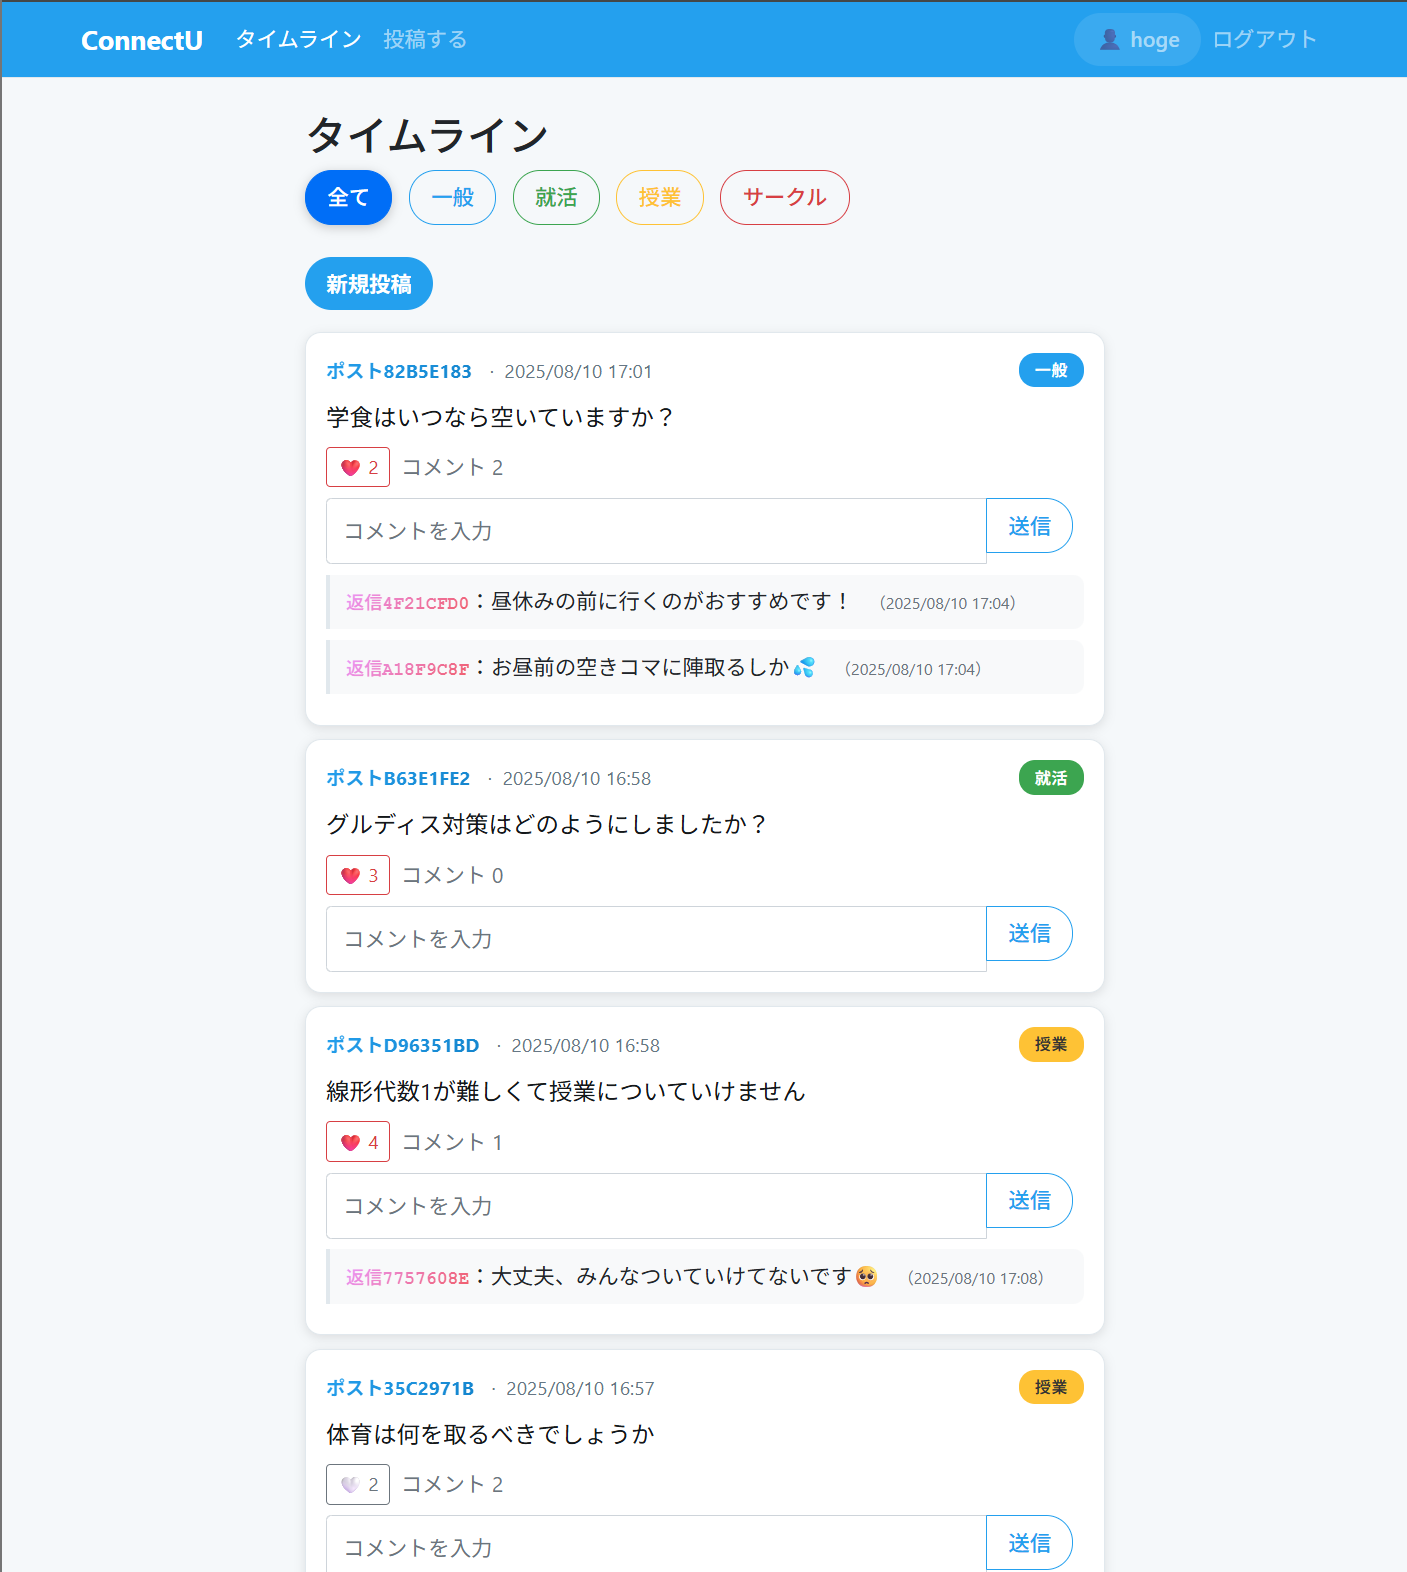 ConnectU タイムライン 投稿する 👤 hoge ログアウト
タイムライン
全て 一般 就活 授業 サークル
新規投稿
ポスト82B5E183 · 2025/08/10 17:01 一般
学食はいつなら空いていますか？
❤️ 2 コメント 2
コメントを入力 送信
返信4F21CFD0：昼休みの前に行くのがおすすめです！ （2025/08/10 17:04）
返信A18F9C8F：お昼前の空きコマに陣取るしか💦 （2025/08/10 17:04）
ポストB63E1FE2 · 2025/08/10 16:58 就活
グルディス対策はどのようにしましたか？
❤️ 3 コメント 0
コメントを入力 送信
ポストD96351BD · 2025/08/10 16:58 授業
線形代数1が難しくて授業についていけません
❤️ 4 コメント 1
コメントを入力 送信
返信7757608E：大丈夫、みんなついていけてないです🥺 （2025/08/10 17:08）
ポスト35C2971B · 2025/08/10 16:57 授業
体育は何を取るべきでしょうか
🤍 2 コメント 2
コメントを入力 送信